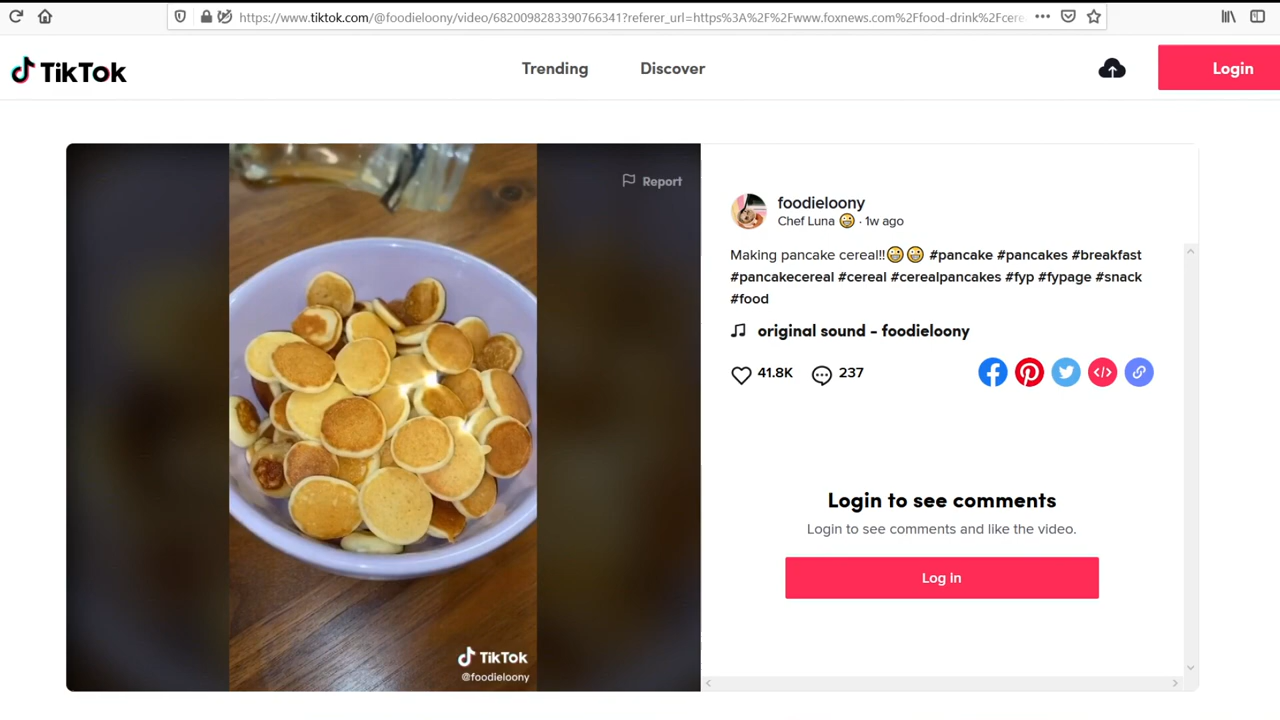 https://www.tiktok.com/@foodieloony/video/6820098283390766341?referer_url=https%3A%2F%2Fwww.foxnews.com%2Ffood-drink%2Fcere
TikTok
Trending
Discover
Login
Report
foodieloony
Chef Luna 😀 · 1w ago
Making pancake cereal!!😀😀 #pancake #pancakes #breakfast
#pancakecereal #cereal #cerealpancakes #fyp #fypage #snack
#food
original sound - foodieloony
41.8K
237
Login to see comments
Login to see comments and like the video.
Log in
TikTok
@foodieloony